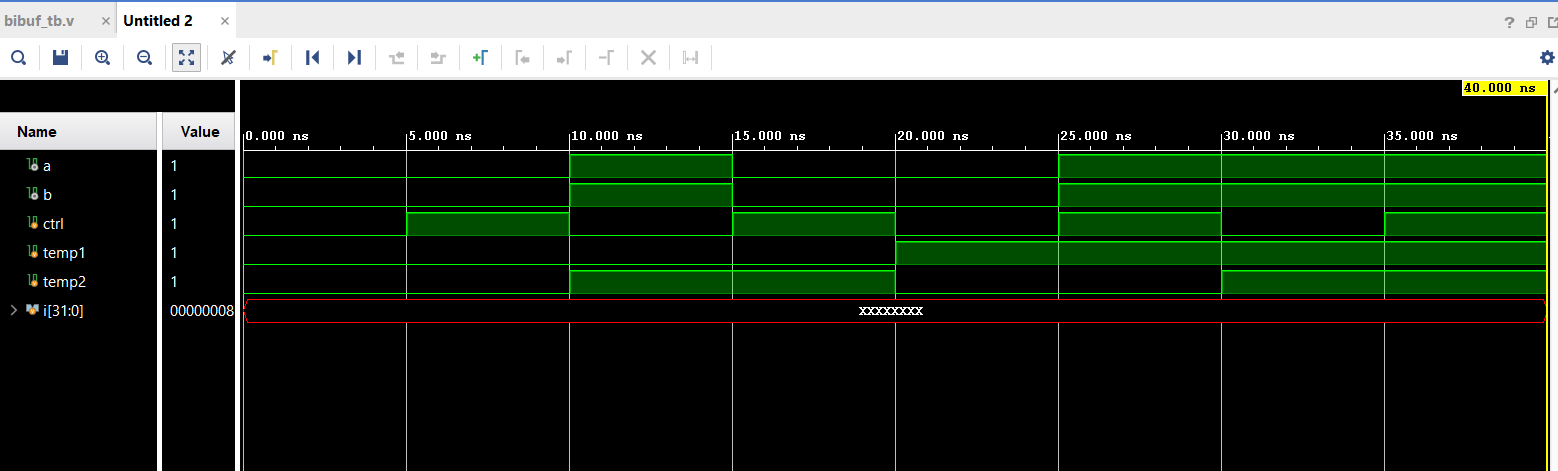 bibuf_tb.v × Untitled 2 ×
?
40.000 ns
Name Value
0.000 ns 5.000 ns 10.000 ns 15.000 ns 20.000 ns 25.000 ns 30.000 ns 35.000 ns
a 1
b 1
ctrl 1
temp1 1
temp2 1
> i[31:0] 00000008 XXXXXXXX